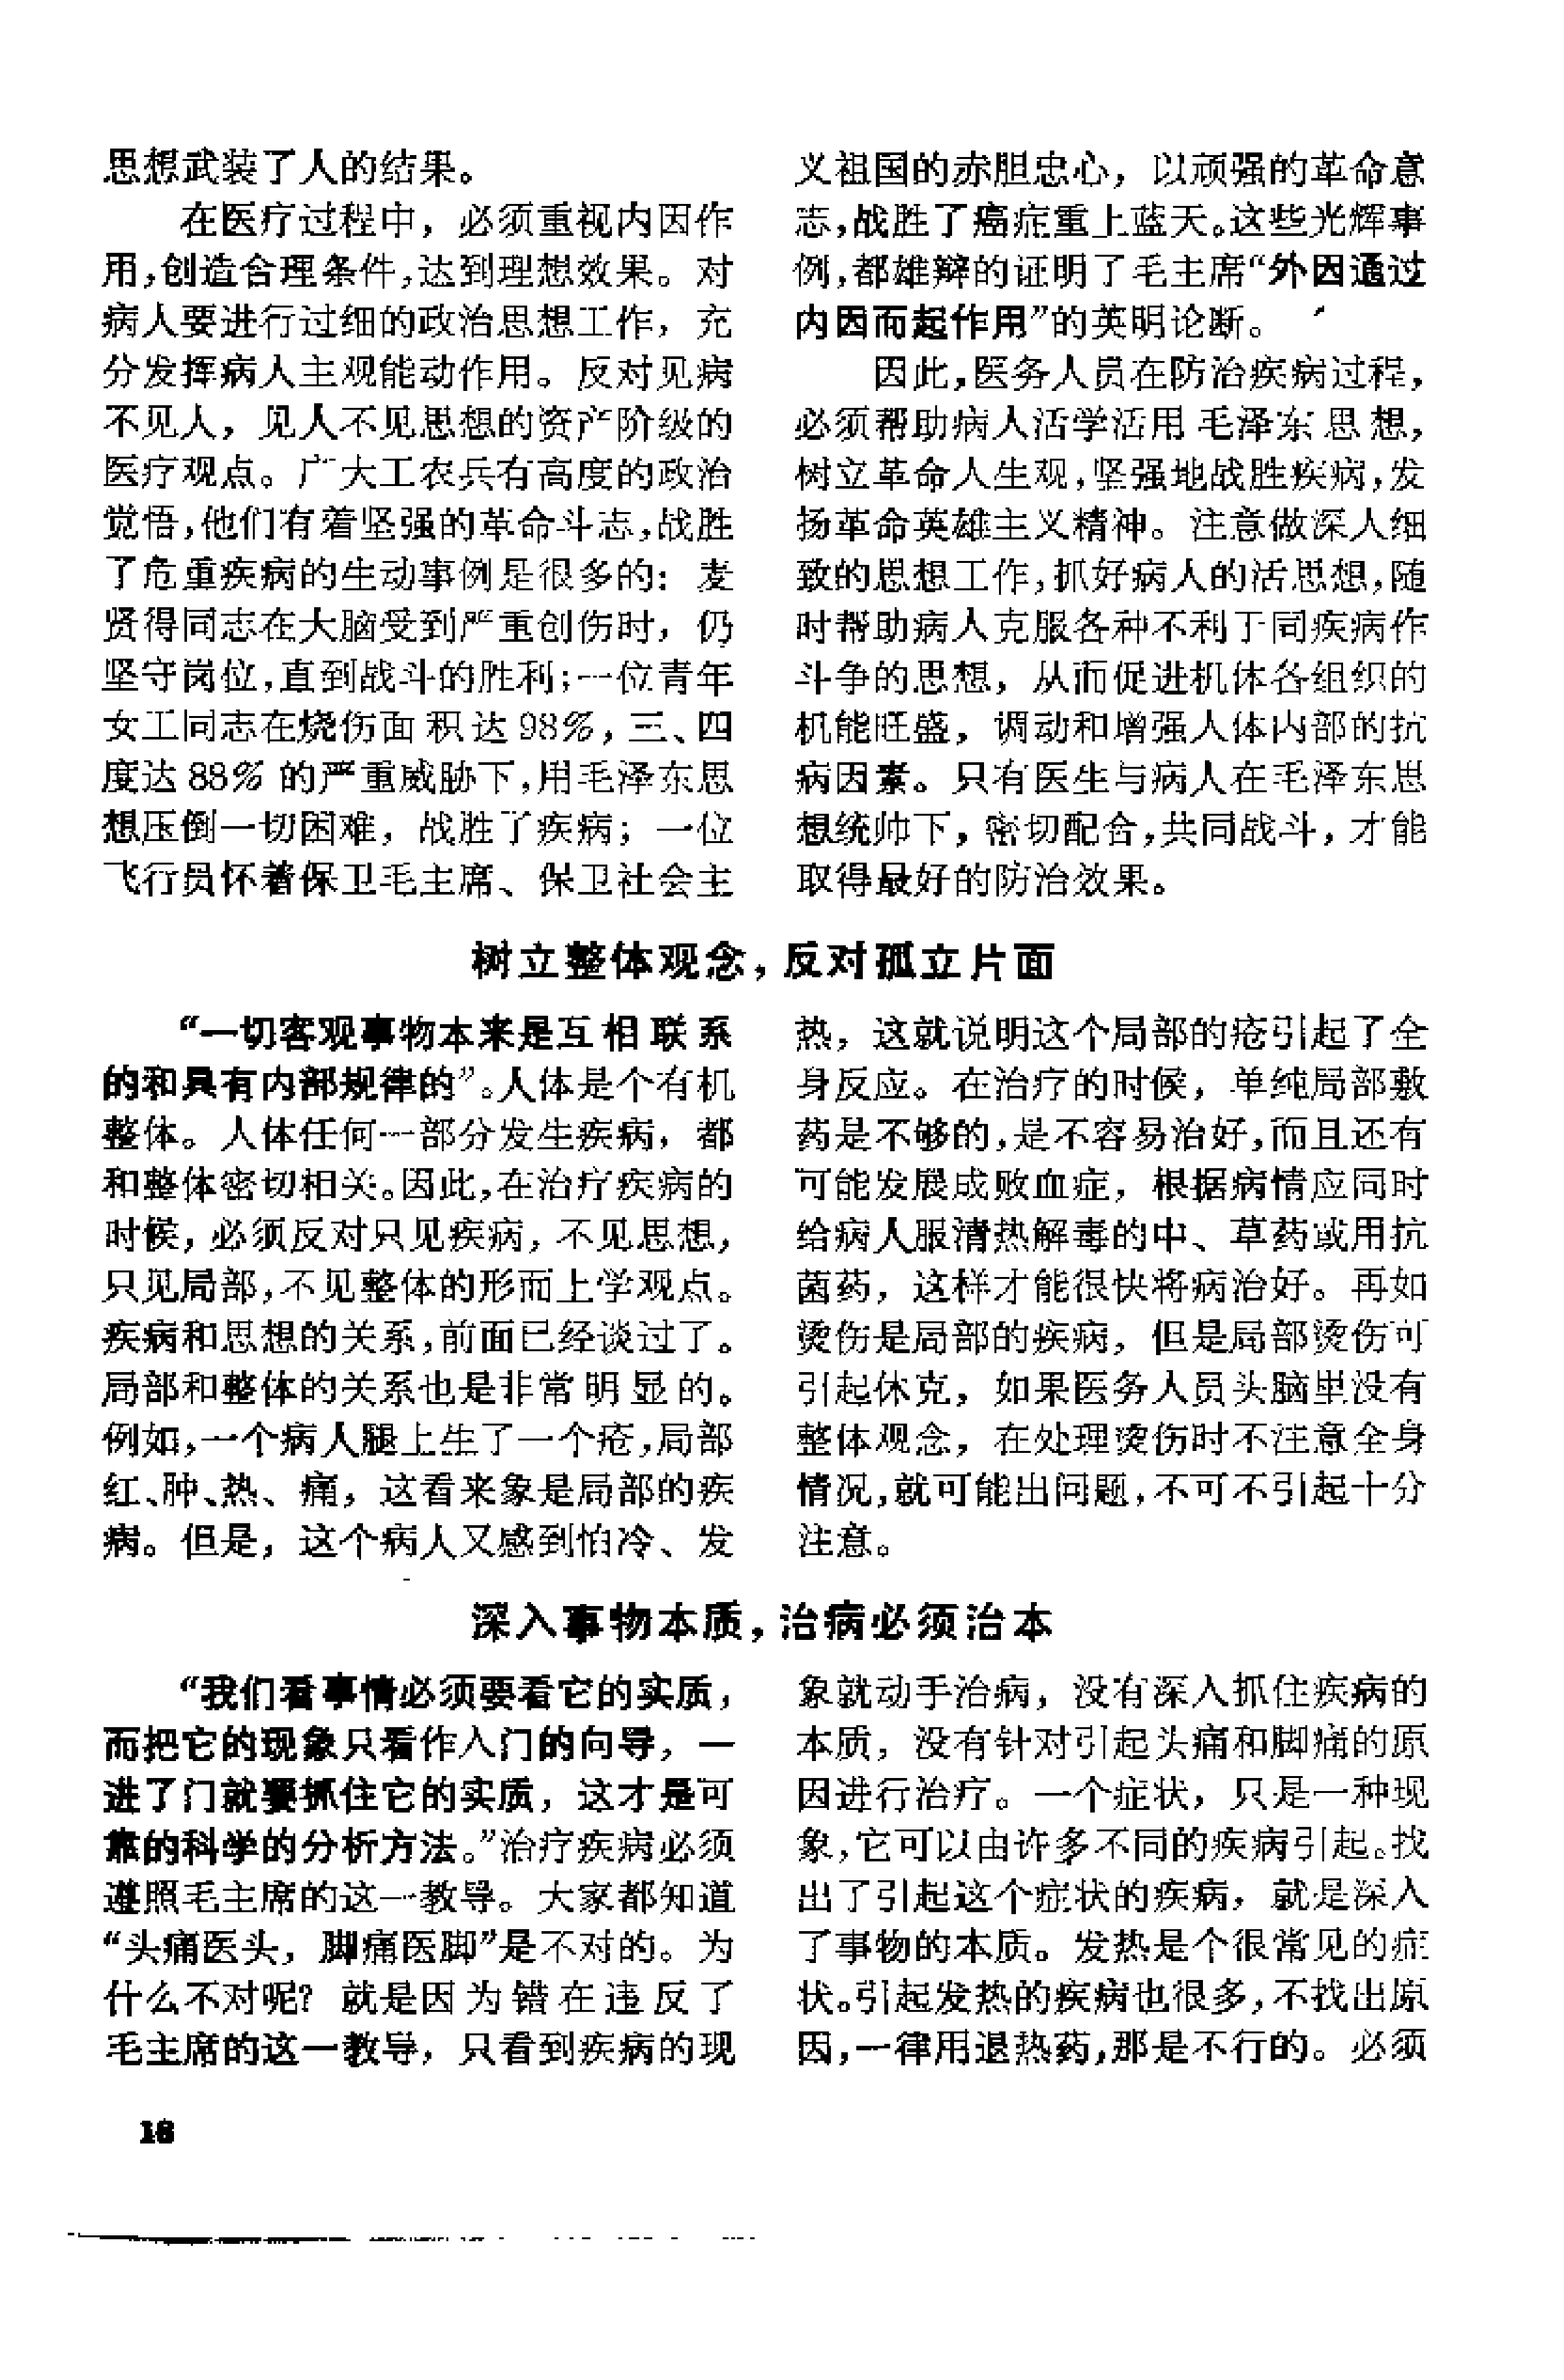 思想武装了人的结果。
在医疗过程中，必须重视内因作
用，创造合理条件，达到理想效果。对
病人要进行过细的政治思想工作，充
分发挥病人主观能动作用。反对见病
不见人，见人不见思想的资产阶级的
医疗观点。广大工农兵有高度的政治
觉悟，他们有着坚强的革命斗志，战胜
了危重疾病的生动事例是很多的：麦
贤得同志在大脑受到严重创伤时，仍
坚守岗位，直到战斗的胜利；一位青年
女工同志在烧伤面积达98%，三、四
度达88%的严重威胁下，用毛泽东思
想压倒一切困难，战胜了疾病；一位
飞行员怀着保卫毛主席、保卫社会主
义祖国的赤胆忠心，以顽强的革命意
志，战胜了癌症重上蓝天。这些光辉事
例，都雄辩的证明了毛主席“外因通过
内因而起作用”的英明论断。
因此，医务人员在防治疾病过程，
必须帮助病人活学活用毛泽东思想，
树立革命人生观，坚强地战胜疾病，发
扬革命英雄主义精神。注意做深入细
致的思想工作，抓好病人的活思想，随
时帮助病人克服各种不利于同疾病作
斗争的思想，从而促进机体各组织的
机能旺盛，调动和增强人体内部的抗
病因素。只有医生与病人在毛泽东思
想统帅下，密切配合，共同战斗，才能
取得最好的防治效果。
树立整体观念，反对孤立片面
“一切客观事物本来是互相联系
的和具有内部规律的”。人体是个有机
整体。人体任何一部分发生疾病，都
和整体密切相关。因此，在治疗疾病的
时候，必须反对只见疾病，不见思想，
只见局部，不见整体的形而上学观点。
疾病和思想的关系，前面已经谈过了。
局部和整体的关系也是非常明显的。
例如，一个病人腿上生了一个疮，局部
红、肿、热、痛，这看来象是局部的疾
病。但是，这个病人又感到怕冷、发
热，这就说明这个局部的疮引起了全
身反应。在治疗的时候，单纯局部敷
药是不够的，是不容易治好，而且还有
可能发展成败血症，根据病情应同时
给病人服清热解毒的中、草药或用抗
菌药，这样才能很快将病治好。再如
烫伤是局部的疾病，但是局部烫伤可
引起休克，如果医务人员头脑里没有
整体观念，在处理烫伤时不注意全身
情况，就可能出问题，不可不引起十分
注意。
深入事物本质，治病必须治本
“我们看事情必须要看它的实质，
而把它的现象只看作入门的向导，一
进了门就要抓住它的实质，这才是可
靠的科学的分析方法。”治疗疾病必须
遵照毛主席的这一教导。大家都知道
“头痛医头，脚痛医脚”是不对的。为
什么不对呢？就是因为错在违反了
毛主席的这一教导，只看到疾病的现
象就动手治病，没有深入抓住疾病的
本质，没有针对引起头痛和脚痛的原
因进行治疗。一个症状，只是一种现
象，它可以由许多不同的疾病引起。找
出了引起这个症状的疾病，就是深入
了事物的本质。发热是个很常见的症
状。引起发热的疾病也很多，不找出原
因，一律用退热药，那是不行的。必须